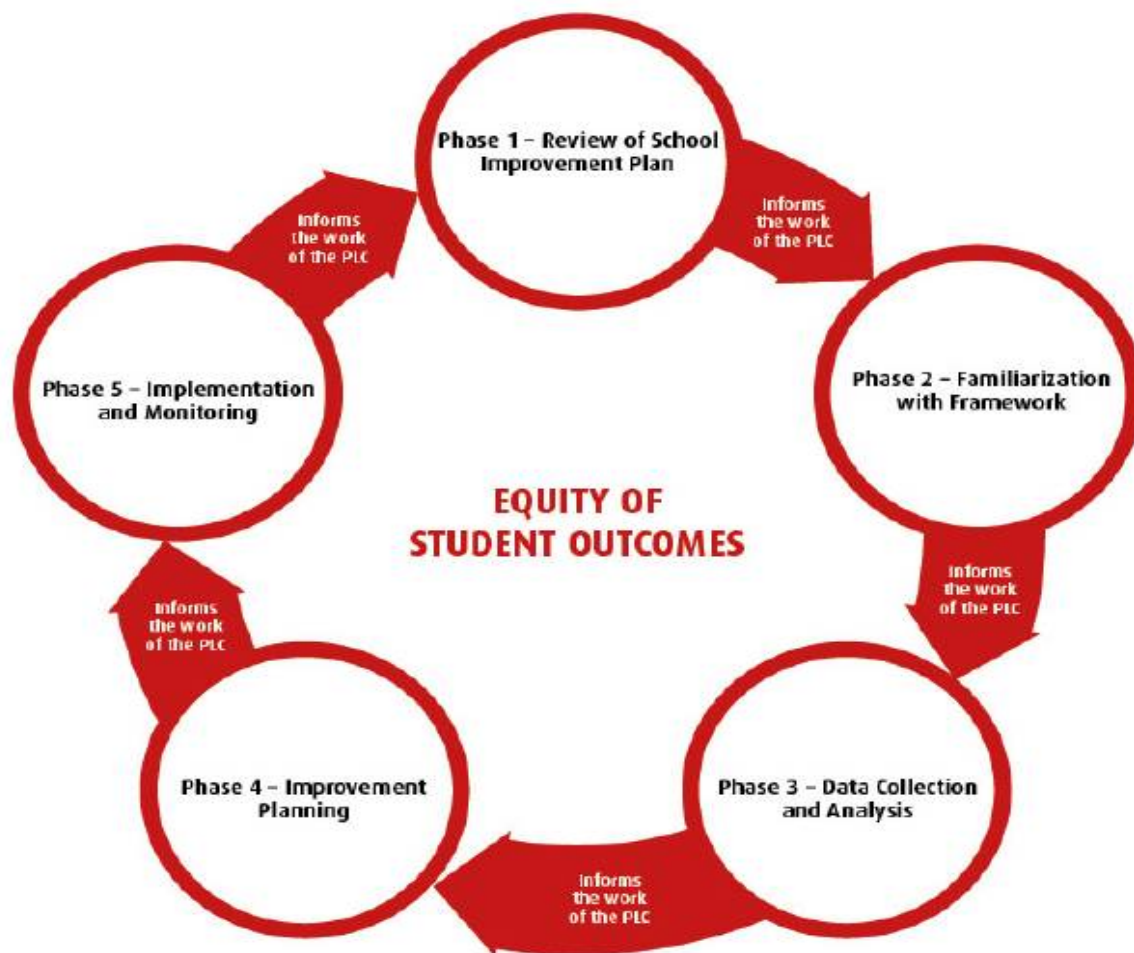 Phase 1 – Review of School
Improvement Plan
Informs
the work
of the PLC
Phase 2 – Familiarization
with Framework
Informs
the work
of the PLC
Phase 3 – Data Collection
and Analysis
Informs
the work
of the PLC
Phase 4 – Improvement
Planning
Informs
the work
of the PLC
Phase 5 – Implementation
and Monitoring
Informs
the work
of the PLC
EQUITY OF
STUDENT OUTCOMES